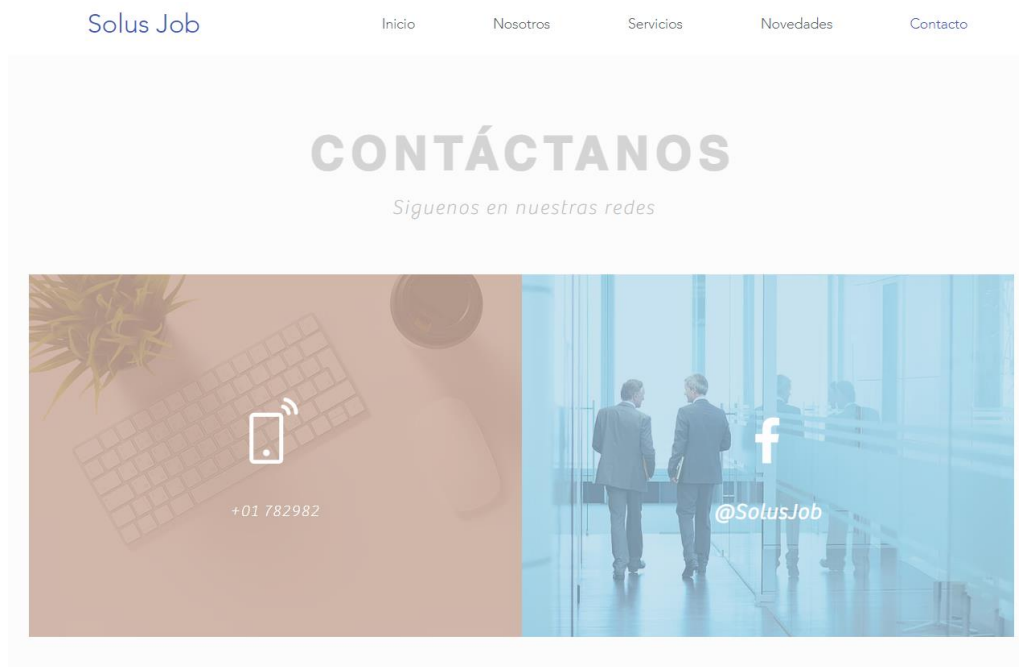 Solus Job
Inicio Nosotros Servicios Novedades Contacto
CONTÁCTANOS
Siguenos en nuestras redes
+01 782982
@SolusJob